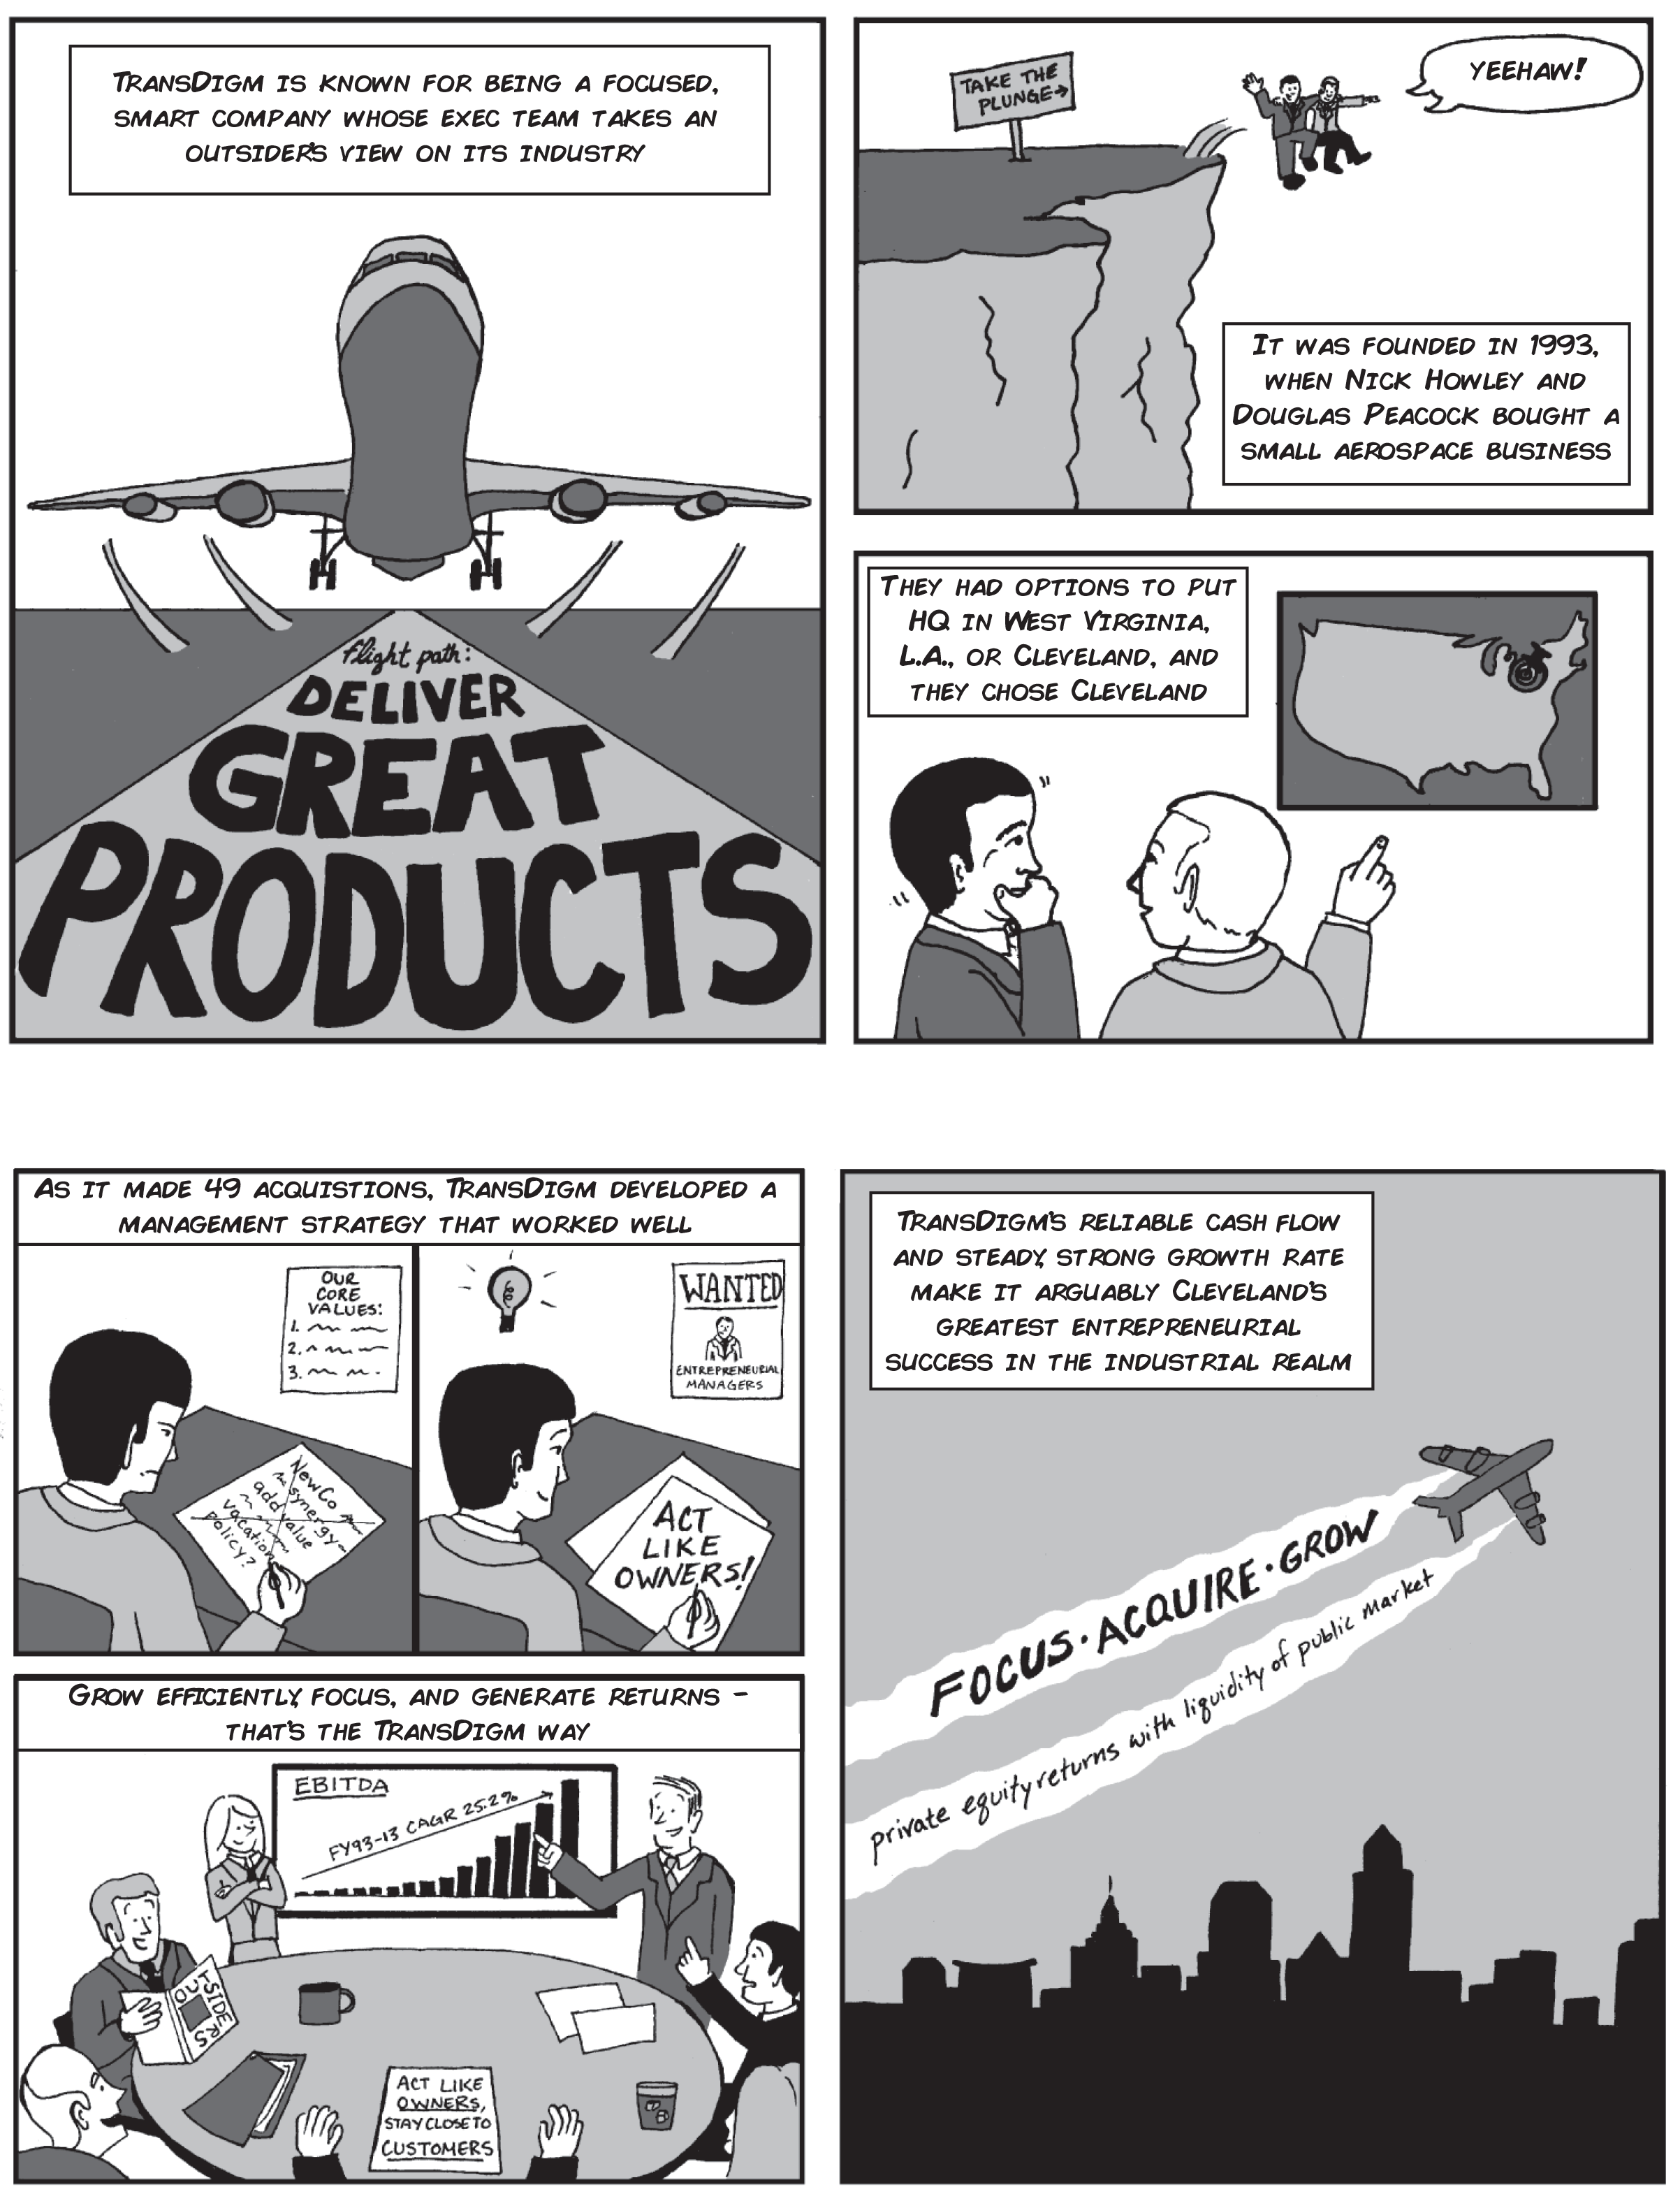 TransDigm is known for being a focused,
smart company whose exec team takes an
outsider's view on its industry
flight path:
DELIVER
GREAT
PRODUCTS
TAKE THE
PLUNGE→
YEEHAW!
It was founded in 1993,
when Nick Howley and
Douglas Peacock bought a
small aerospace business
They had options to put
HQ in West Virginia,
L.A., or Cleveland, and
they chose Cleveland
As it made 49 acquistions, TransDigm developed a
management strategy that worked well
OUR
CORE
VALUES:
1.
2.
3.
NewCo
synergy
add value
vacation
policy?
WANTED
ENTREPRENEURIAL
MANAGERS
ACT
LIKE
OWNERS!
Grow efficiently, focus, and generate returns –
that's the TransDigm way
EBITDA
FY93-13 CAGR 25.2%
OUTSIDERS
ACT LIKE
OWNERS,
STAY CLOSE TO
CUSTOMERS
TransDigm's reliable cash flow
and steady, strong growth rate
make it arguably Cleveland's
greatest entrepreneurial
success in the industrial realm
FOCUS · ACQUIRE · GROW
private equity returns with liquidity of public market